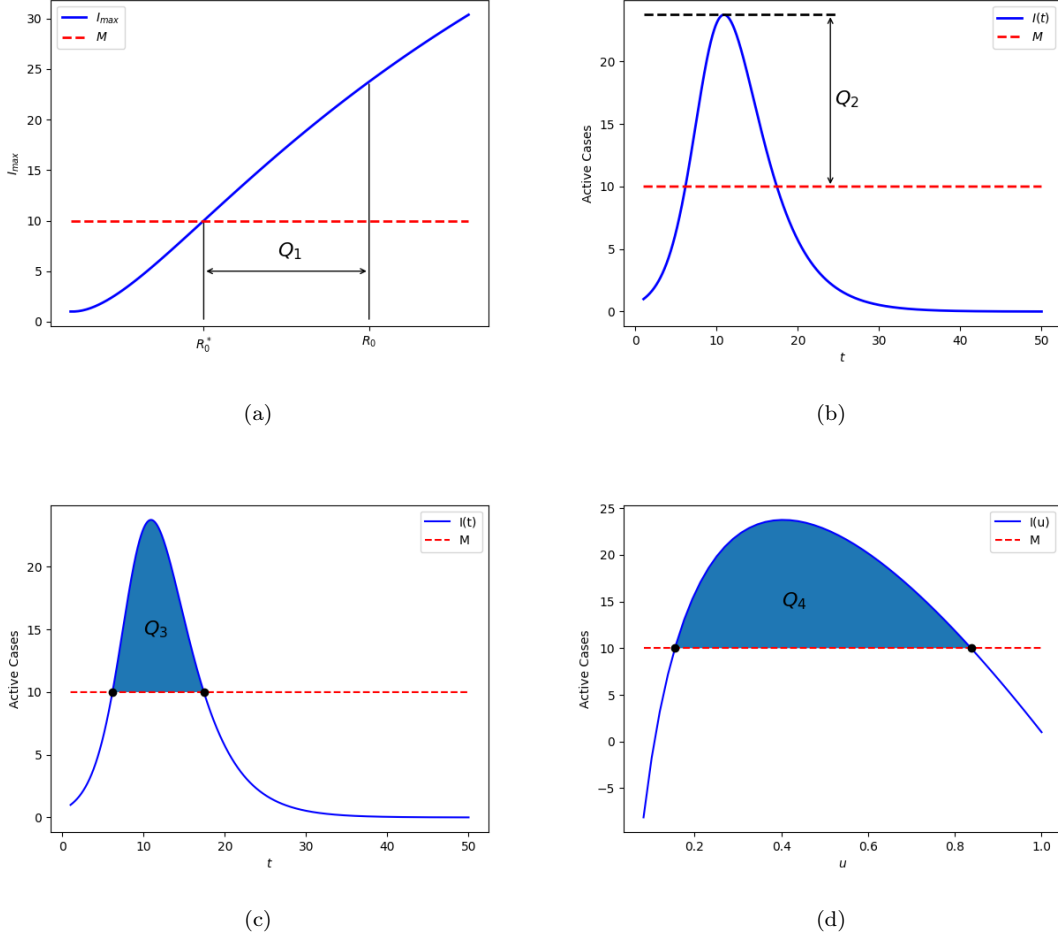 I_max
M
30
25
20
15
10
5
0
I_max
Q_1
R_0^*
R_0
(a)
I(t)
M
20
15
10
5
0
Active Cases
Q_2
0
10
20
30
40
50
t
(b)
I(t)
M
20
15
10
5
0
Active Cases
Q_3
0
10
20
30
40
50
t
(c)
I(u)
M
25
20
15
10
5
0
−5
Active Cases
Q_4
0.2
0.4
0.6
0.8
1.0
u
(d)